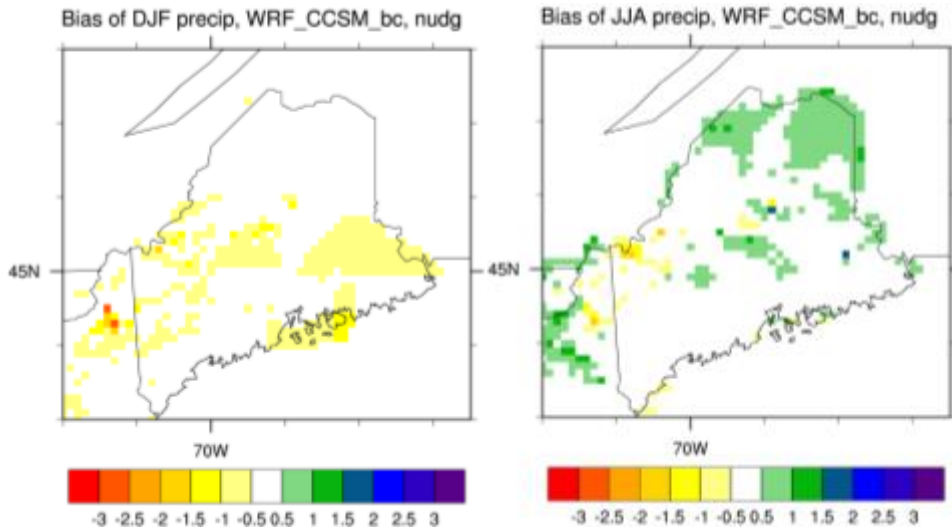 Bias of DJF precip, WRF_CCSM_bc, nudg
45N
70W
-3 -2.5 -2 -1.5 -1 -0.5 0.5 1 1.5 2 2.5 3
Bias of JJA precip, WRF_CCSM_bc, nudg
45N
70W
-3 -2.5 -2 -1.5 -1 -0.5 0.5 1 1.5 2 2.5 3